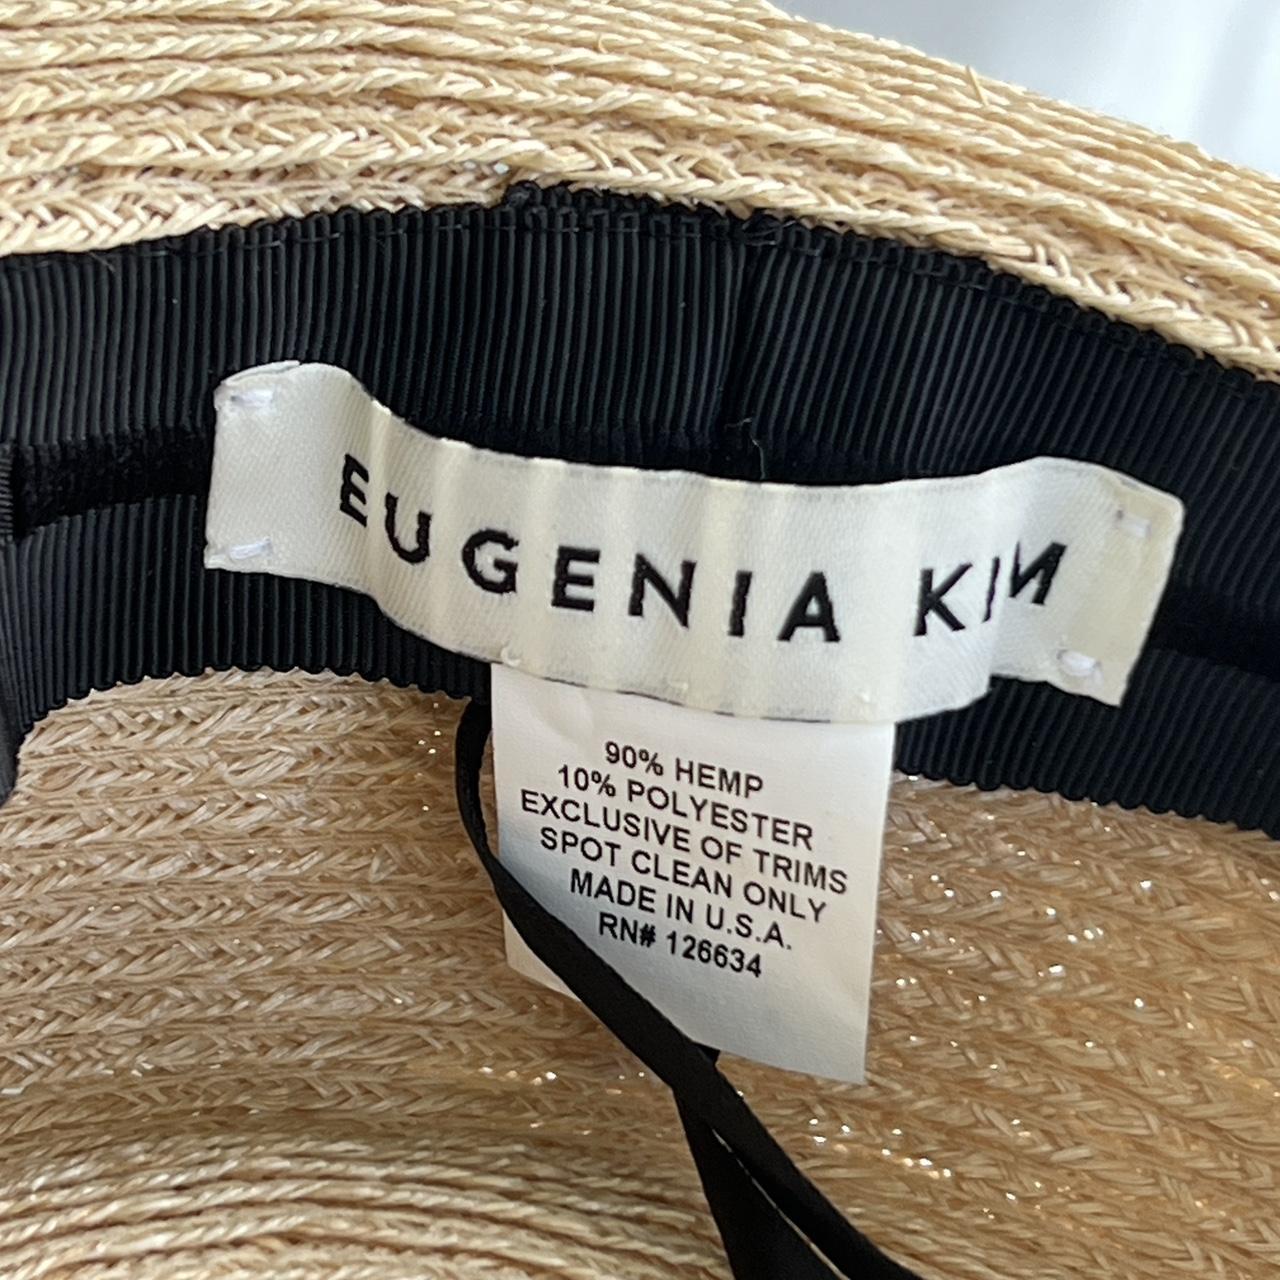 EUGENIA KIM
90% HEMP
10% POLYESTER
EXCLUSIVE OF TRIMS
SPOT CLEAN ONLY
MADE IN U.S.A.
RN# 126634